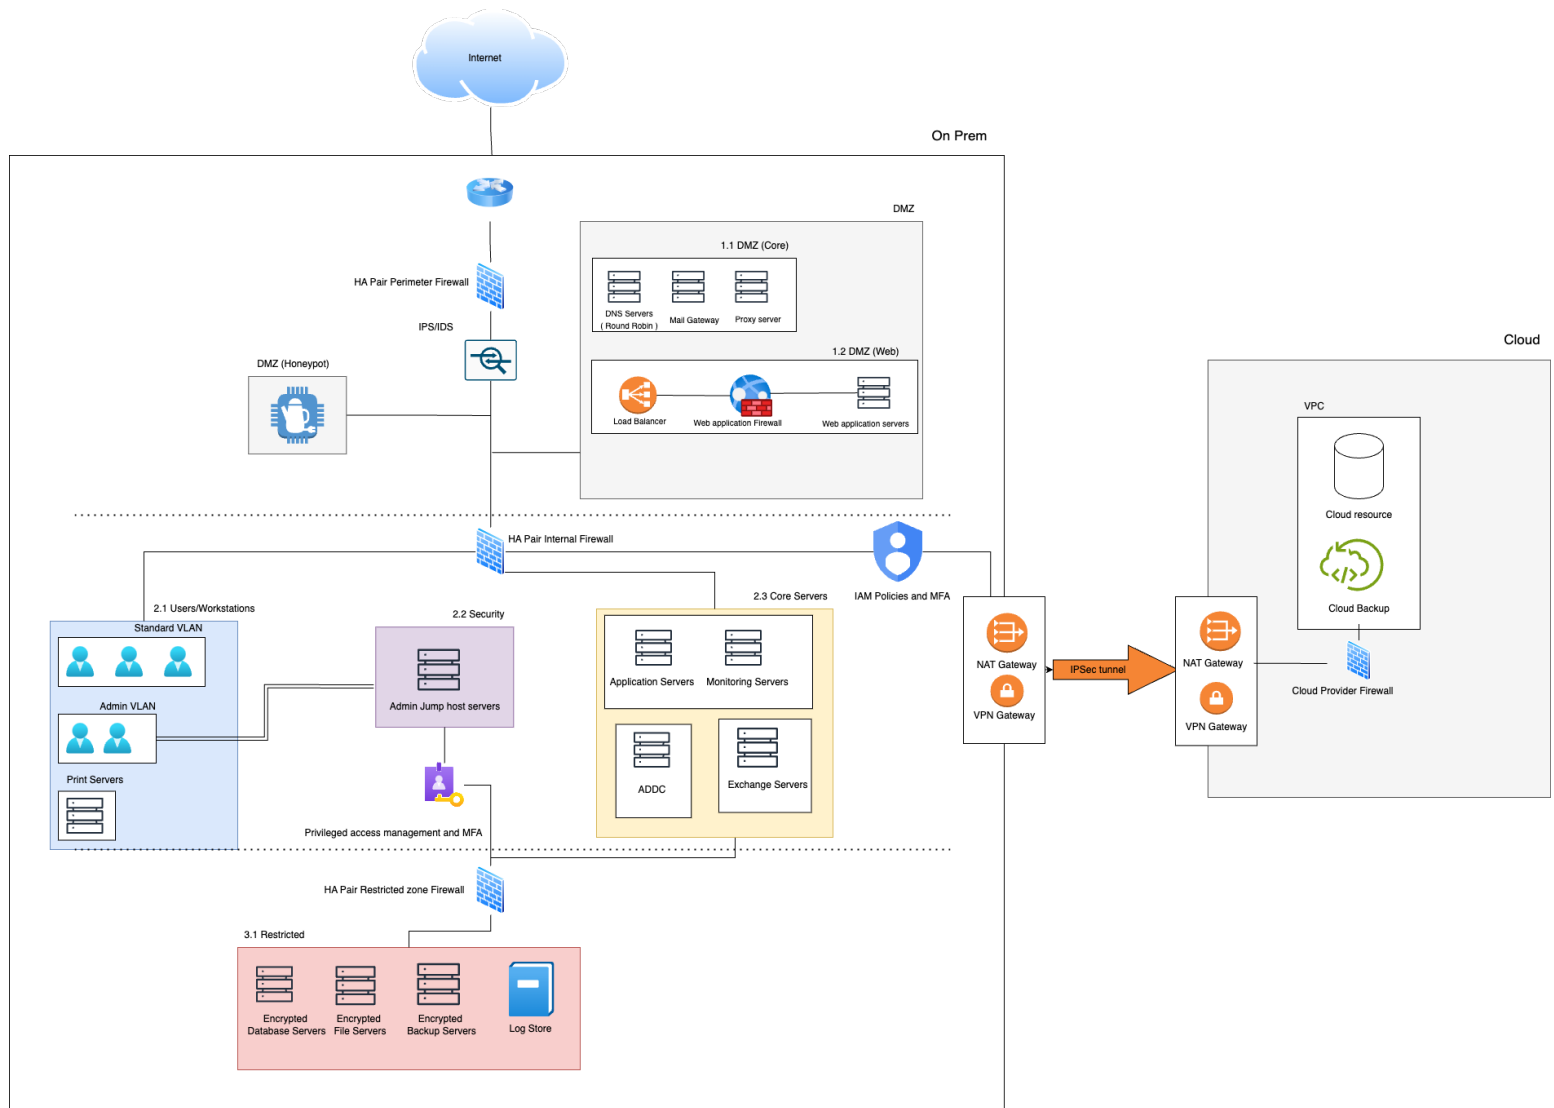 Internet
On Prem
DMZ
1.1 DMZ (Core)
HA Pair Perimeter Firewall
DNS Servers
( Round Robin )
Mail Gateway
Proxy server
IPS/IDS
1.2 DMZ (Web)
DMZ (Honeypot)
Load Balancer
Web application Firewall
Web application servers
Cloud
VPC
Cloud resource
Cloud Backup
HA Pair Internal Firewall
IAM Policies and MFA
2.1 Users/Workstations
Standard VLAN
2.2 Security
2.3 Core Servers
Application Servers
Monitoring Servers
Admin VLAN
Admin Jump host servers
NAT Gateway
VPN Gateway
IPSec tunnel
NAT Gateway
VPN Gateway
Cloud Provider Firewall
Print Servers
ADDC
Exchange Servers
Privileged access management and MFA
HA Pair Restricted zone Firewall
3.1 Restricted
Encrypted
Database Servers
Encrypted
File Servers
Encrypted
Backup Servers
Log Store